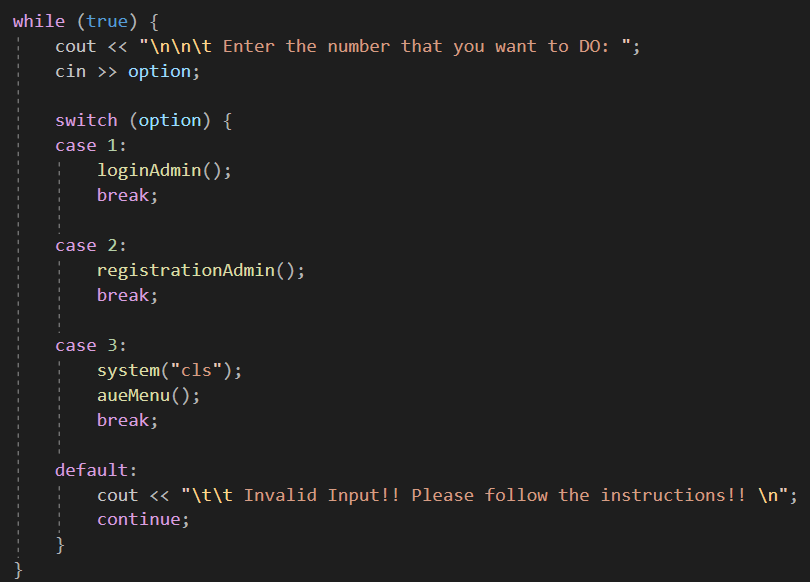 while (true) {
    cout << "\n\n\t Enter the number that you want to DO: ";
    cin >> option;

    switch (option) {
    case 1:
        loginAdmin();
        break;

    case 2:
        registrationAdmin();
        break;

    case 3:
        system("cls");
        aueMenu();
        break;

    default:
        cout << "\t\t Invalid Input!! Please follow the instructions!! \n";
        continue;
    }
}